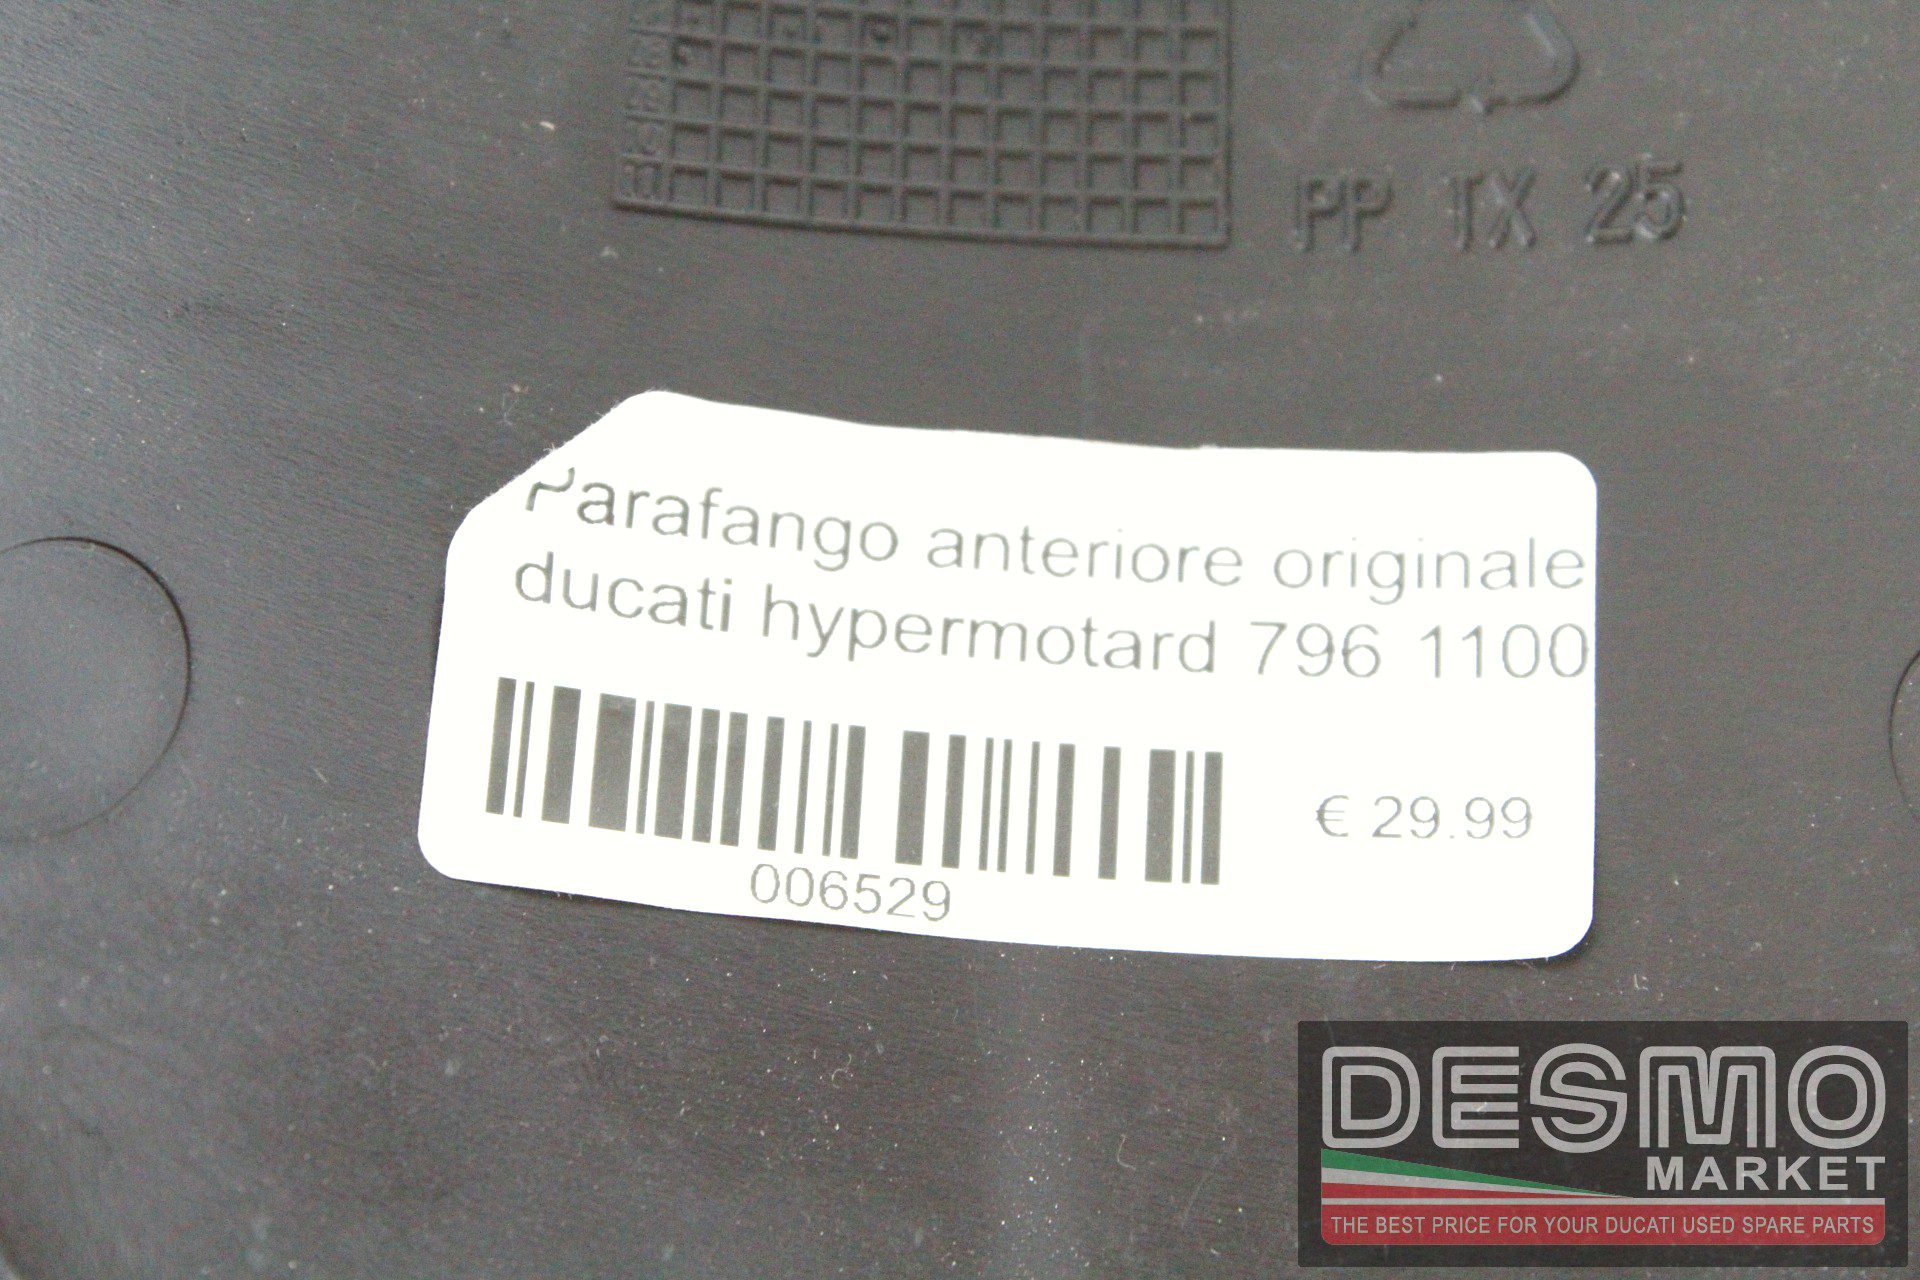 PP TX 25
Parafango anteriore originale
ducati hypermotard 796 1100
€ 29.99
006529
DESMO
MARKET
THE BEST PRICE FOR YOUR DUCATI USED SPARE PARTS